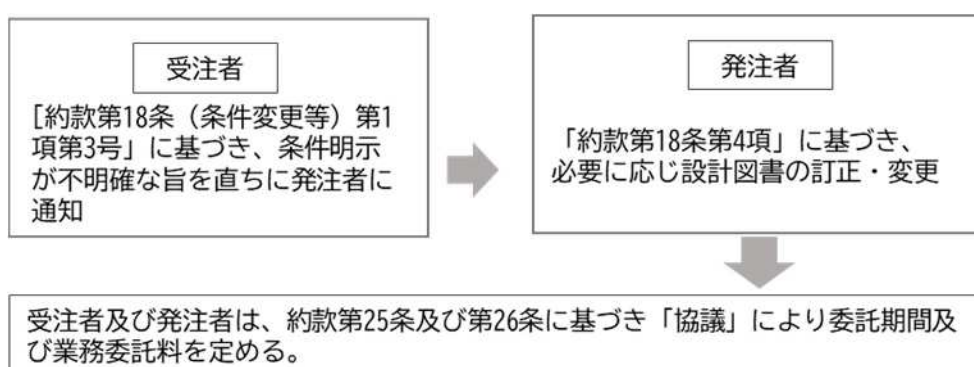 受注者
[約款第18条（条件変更等）第1
項第3号」に基づき、条件明示
が不明確な旨を直ちに発注者に
通知
発注者
「約款第18条第4項」に基づき、
必要に応じ設計図書の訂正・変更
受注者及び発注者は、約款第25条及び第26条に基づき「協議」により委託期間及
び業務委託料を定める。